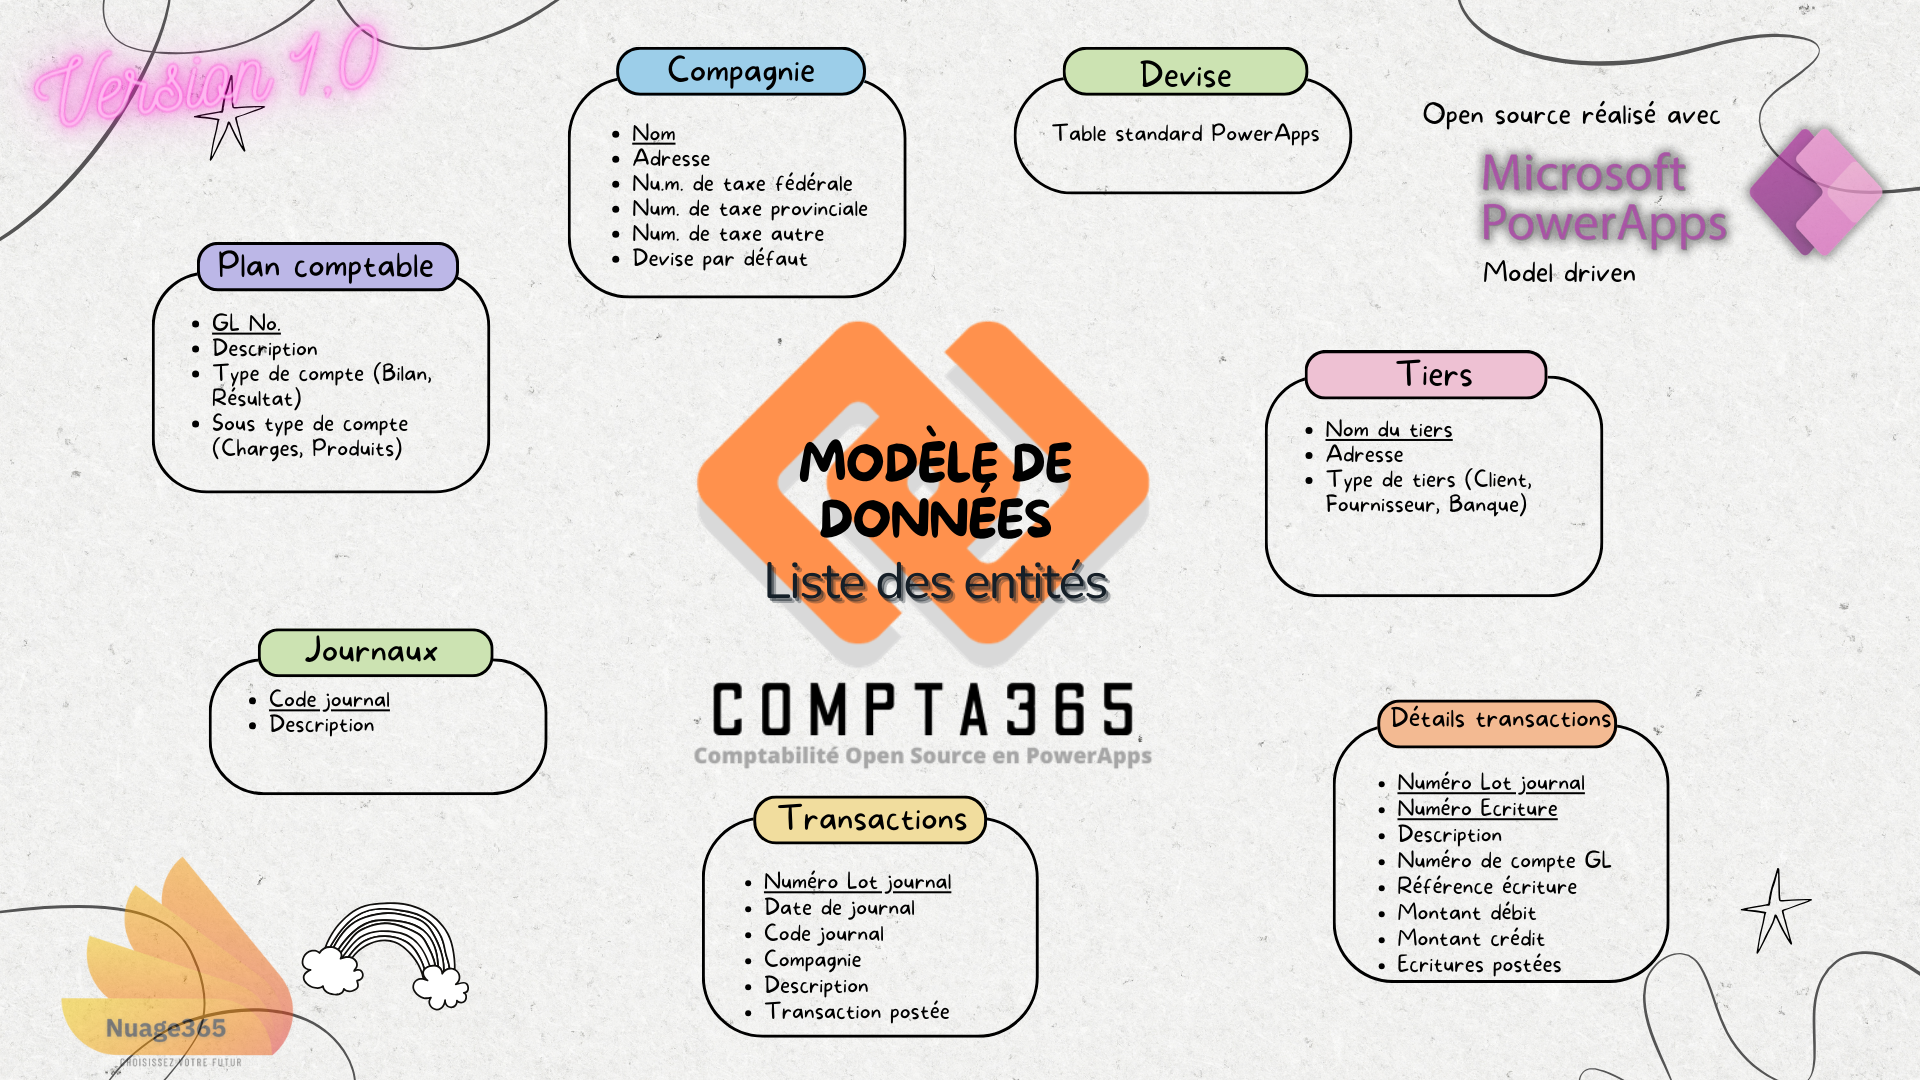 Version 1.0
Compagnie
Nom
Adresse
Nu.m. de taxe fédérale
Num. de taxe provinciale
Num. de taxe autre
Devise par défaut
Devise
Table standard PowerApps
Open source réalisé avec
Microsoft
PowerApps
Model driven
Plan comptable
GL No.
Description
Type de compte (Bilan,
Résultat)
Sous type de compte
(Charges, Produits)
MODÈLE DE
DONNÉES
Liste des entités
COMPTA365
Comptabilité Open Source en PowerApps
Tiers
Nom du tiers
Adresse
Type de tiers (Client,
Fournisseur, Banque)
Journaux
Code journal
Description
Transactions
Numéro Lot journal
Date de journal
Code journal
Compagnie
Description
Transaction postée
Détails transactions
Numéro Lot journal
Numéro Ecriture
Description
Numéro de compte GL
Référence écriture
Montant débit
Montant crédit
Ecritures postées
Nuage365
CHOISISSEZ VOTRE FUTUR